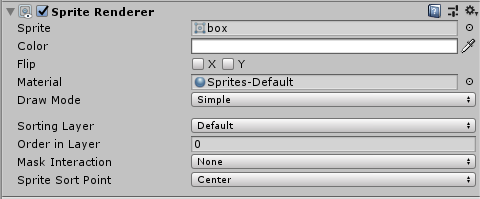 Sprite Renderer
Sprite box
Color
Flip X Y
Material Sprites-Default
Draw Mode Simple
Sorting Layer Default
Order in Layer 0
Mask Interaction None
Sprite Sort Point Center